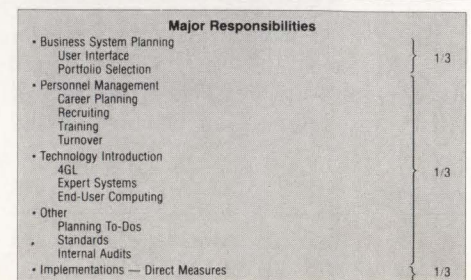 Major Responsibilities
• Business System Planning
User Interface
Portfolio Selection
1/3
• Personnel Management
Career Planning
Recruiting
Training
Turnover
• Technology Introduction
4GL
Expert Systems
End-User Computing
• Other
Planning To-Dos
Standards
Internal Audits
1/3
• Implementations — Direct Measures
1/3